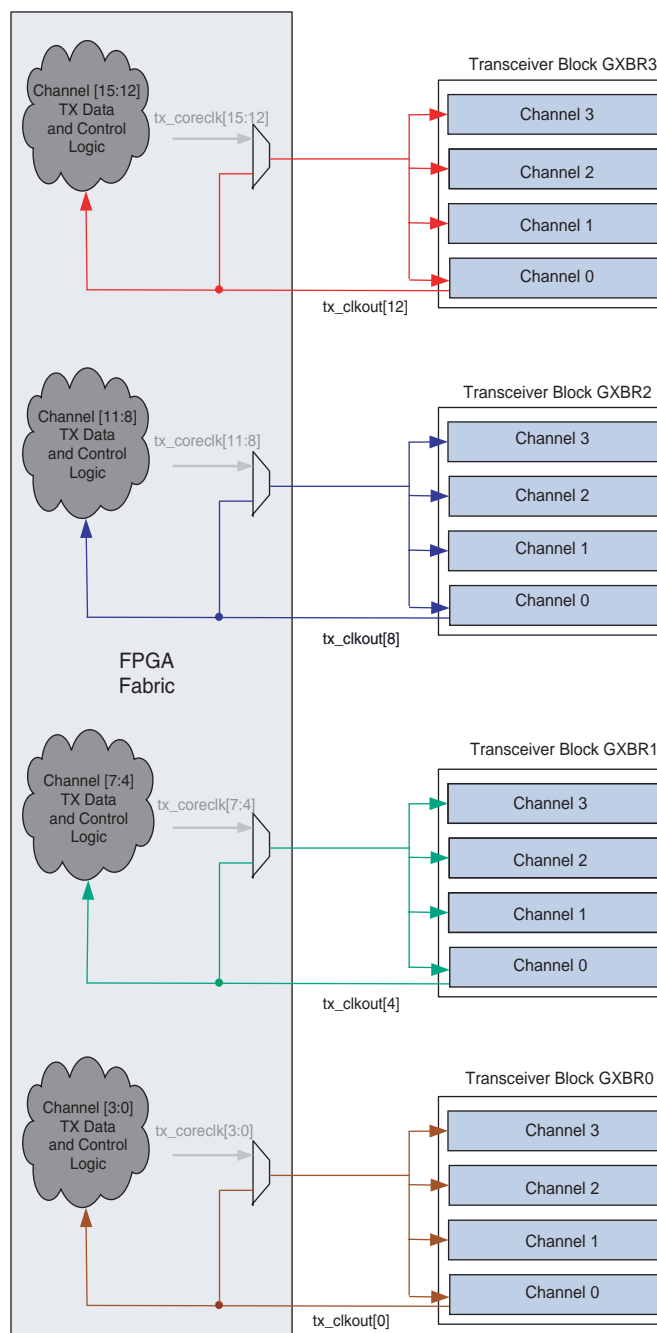 Transceiver Block GXBR3
Channel [15:12]
TX Data
and Control
Logic
tx_coreclk[15:12]
Channel 3
Channel 2
Channel 1
Channel 0
tx_clkout[12]
Transceiver Block GXBR2
Channel [11:8]
TX Data
and Control
Logic
tx_coreclk[11:8]
Channel 3
Channel 2
Channel 1
Channel 0
tx_clkout[8]
FPGA
Fabric
Transceiver Block GXBR1
Channel [7:4]
TX Data
and Control
Logic
tx_coreclk[7:4]
Channel 3
Channel 2
Channel 1
Channel 0
tx_clkout[4]
Transceiver Block GXBR0
Channel [3:0]
TX Data
and Control
Logic
tx_coreclk[3:0]
Channel 3
Channel 2
Channel 1
Channel 0
tx_clkout[0]